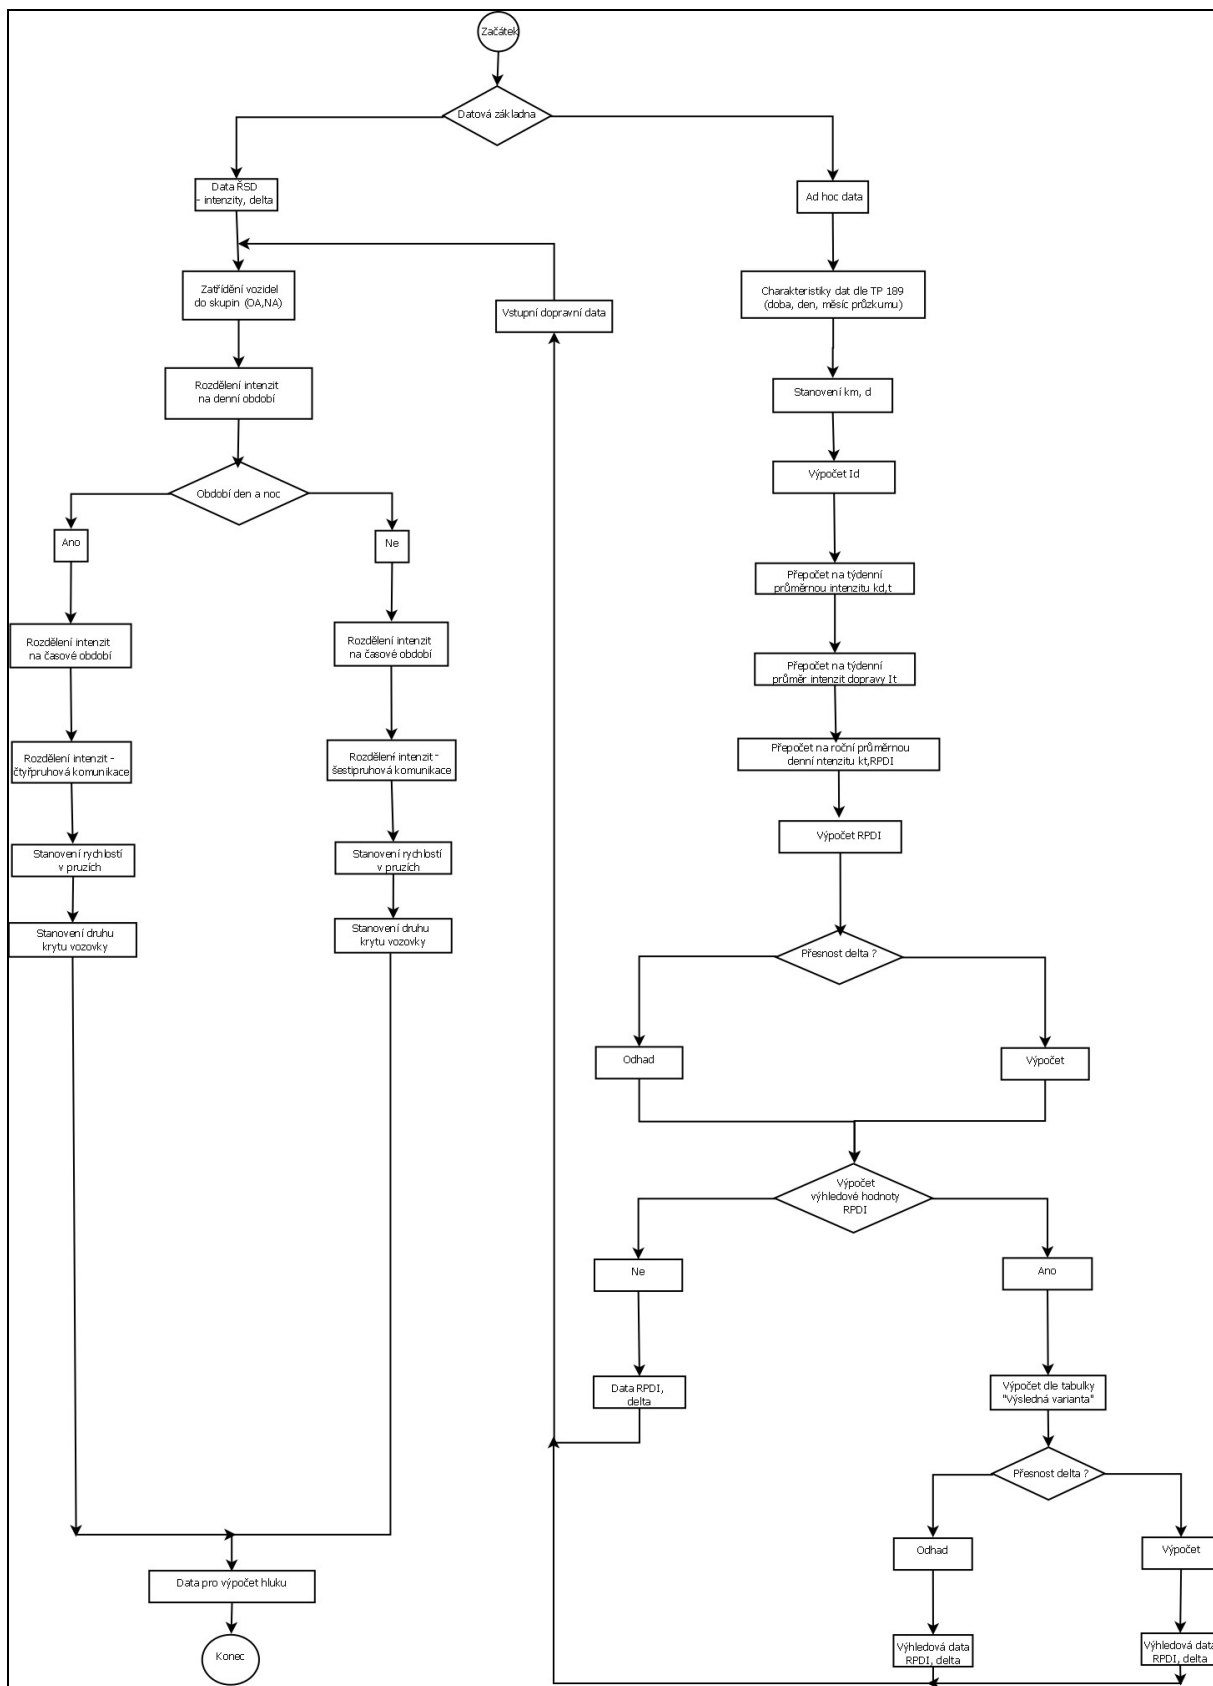 Začátek
Datová základna
Data ŘSD
- intenzity, delta
Ad hoc data
Zatřídění vozidel
do skupin (OA,NA)
Charakteristiky dat dle TP 189
(doba, den, měsíc průzkumu)
Vstupní dopravní data
Rozdělení intenzit
na denní období
Stanovení km, d
Výpočet Id
Období den a noc
Ano
Ne
Přepočet na týdenní
průměrnou intenzitu kd,t
Rozdělení intenzit
na časové období
Rozdělení intenzit
na časové období
Přepočet na týdenní
průměr intenzit dopravy It
Rozdělení intenzit -
čtyřpruhová komunikace
Rozdělení intenzit -
šestipruhová komunikace
Přepočet na roční průměrnou
denní ntenzitu kt,RPDI
Výpočet RPDI
Stanovení rychlostí
v pruzích
Stanovení rychlostí
v pruzích
Stanovení druhu
krytu vozovky
Stanovení druhu
krytu vozovky
Přesnost delta ?
Odhad
Výpočet
Výpočet
výhledové hodnoty
RPDI
Ne
Ano
Data RPDI,
delta
Výpočet dle tabulky
"Výsledná varianta"
Přesnost delta ?
Odhad
Výpočet
Data pro výpočet hluku
Výhledová data
RPDI, delta
Výhledová data
RPDI, delta
Konec